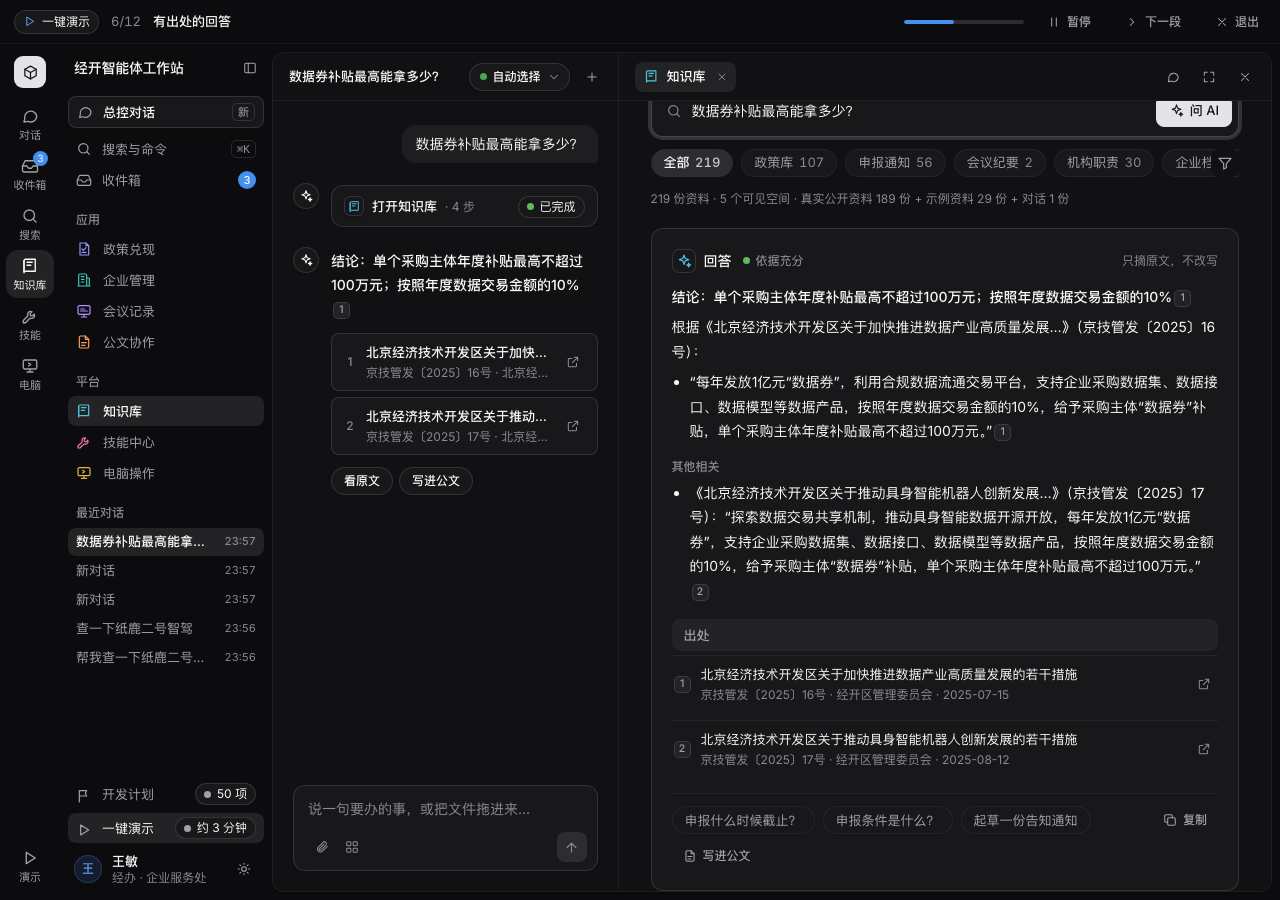 一键演示
6/12
有出处的回答
暂停
下一段
退出
对话
3
收件箱
搜索
知识库
技能
电脑
演示
经开智能体工作站
总控对话
新
搜索与命令
⌘K
收件箱
3
应用
政策兑现
企业管理
会议记录
公文协作
平台
知识库
技能中心
电脑操作
最近对话
数据券补贴最高能拿...
23:57
新对话
23:57
新对话
23:57
查一下纸鹿二号智驾
23:56
帮我查一下纸鹿二号...
23:56
开发计划
50 项
一键演示
约 3 分钟
王
王敏
经办 · 企业服务处
数据券补贴最高能拿多少?
自动选择
数据券补贴最高能拿多少?
打开知识库 · 4 步
已完成
结论：单个采购主体年度补贴最高不超过
100万元；按照年度数据交易金额的10%
1
1
北京经济技术开发区关于加快...
京技管发〔2025〕16号 · 北京经...
2
北京经济技术开发区关于推动...
京技管发〔2025〕17号 · 北京经...
看原文
写进公文
说一句要办的事，或把文件拖进来...
知识库
数据券补贴最高能拿多少?
问 AI
全部 219
政策库 107
申报通知 56
会议纪要 2
机构职责 30
企业档
219 份资料 · 5 个可见空间 · 真实公开资料 189 份 + 示例资料 29 份 + 对话 1 份
回答
依据充分
只摘原文，不改写
结论：单个采购主体年度补贴最高不超过100万元；按照年度数据交易金额的10% 1
根据《北京经济技术开发区关于加快推进数据产业高质量发展...》（京技管发〔2025〕16
号）：
“每年发放1亿元“数据券”，利用合规数据流通交易平台，支持企业采购数据集、数据接
口、数据模型等数据产品，按照年度数据交易金额的10%，给予采购主体“数据券”补
贴，单个采购主体年度补贴最高不超过100万元。” 1
其他相关
《北京经济技术开发区关于推动具身智能机器人创新发展...》（京技管发〔2025〕17
号）：“探索数据交易共享机制，推动具身智能数据开源开放，每年发放1亿元“数据
券”，支持企业采购数据集、数据接口、数据模型等数据产品，按照年度数据交易金额
的10%，给予采购主体“数据券”补贴，单个采购主体年度补贴最高不超过100万元。”
2
出处
1
北京经济技术开发区关于加快推进数据产业高质量发展的若干措施
京技管发〔2025〕16号 · 经开区管理委员会 · 2025-07-15
2
北京经济技术开发区关于推动具身智能机器人创新发展的若干措施
京技管发〔2025〕17号 · 经开区管理委员会 · 2025-08-12
申报什么时候截止?
申报条件是什么?
起草一份告知通知
复制
写进公文